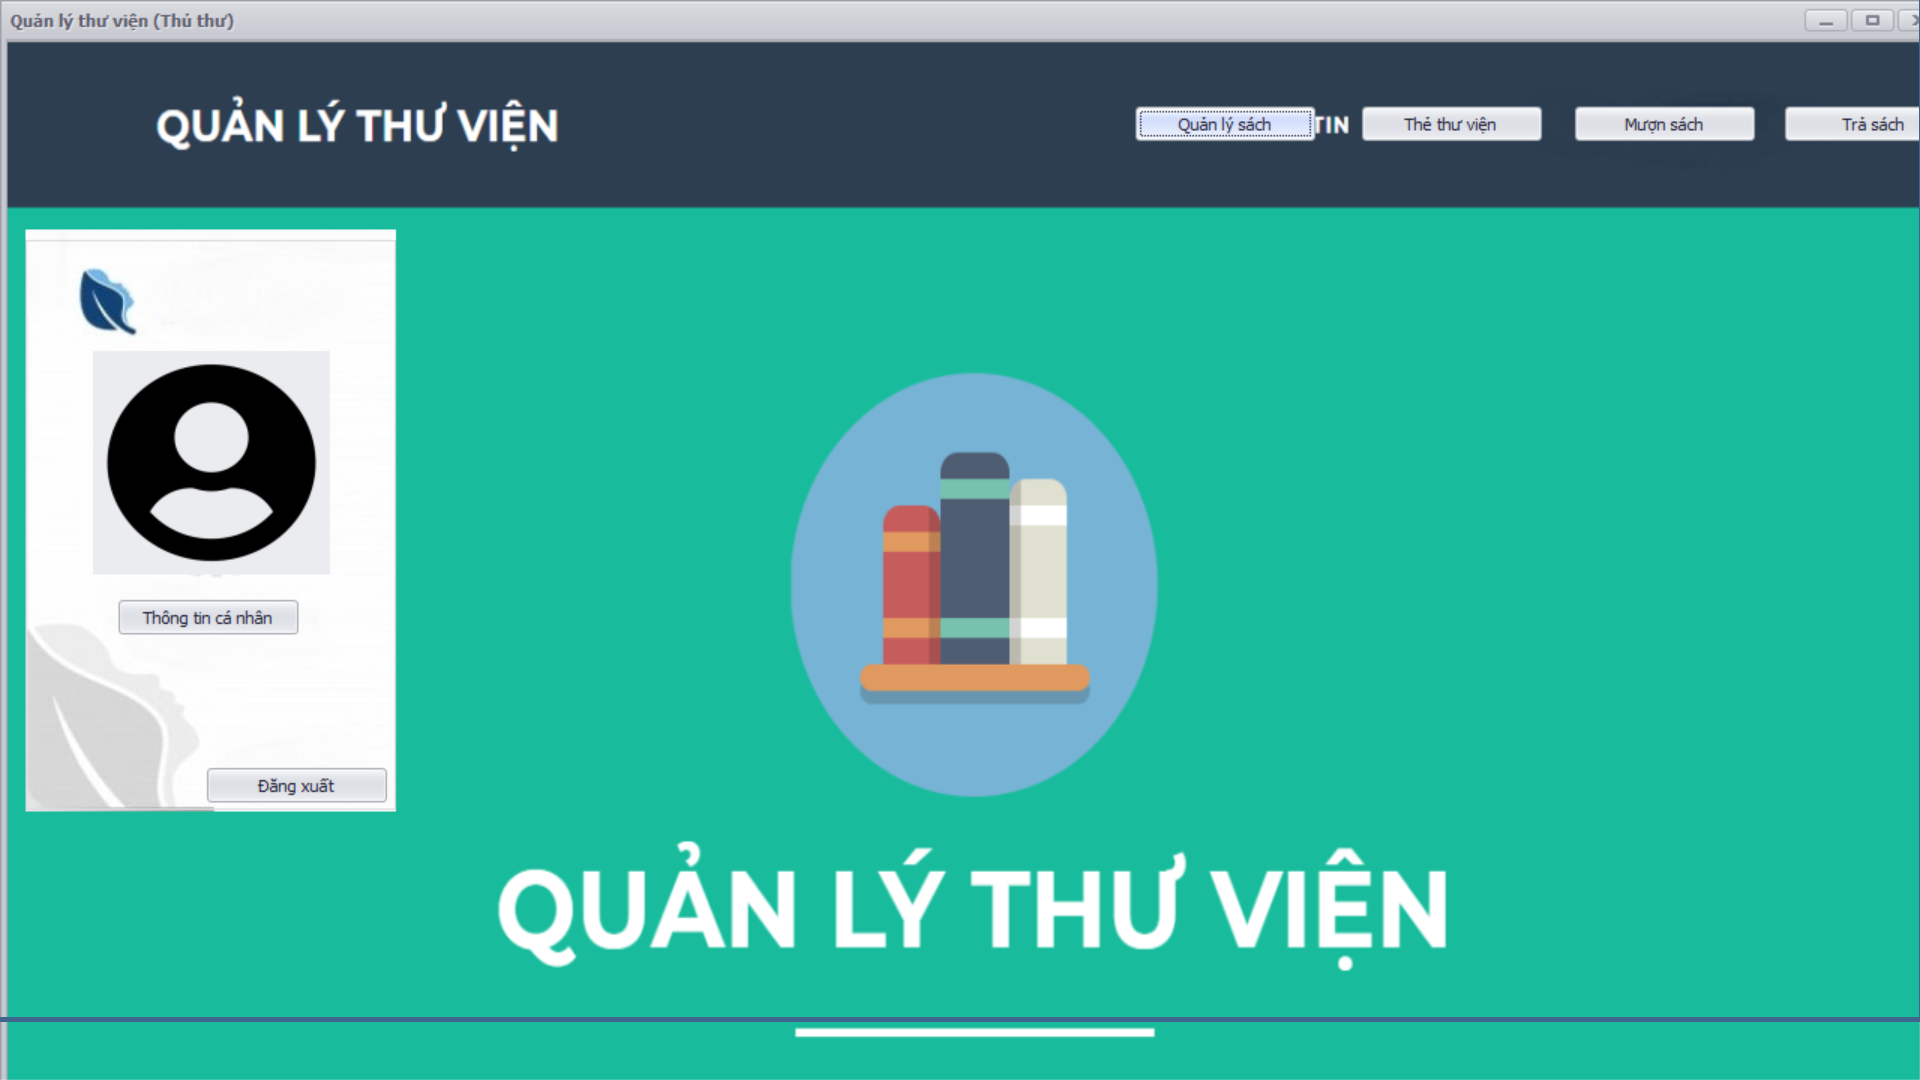 Quản lý thư viện (Thủ thư)
QUẢN LÝ THƯ VIỆN
Quản lý sách TIN Thẻ thư viện Mượn sách Trả sách
Thông tin cá nhân
Đăng xuất
QUẢN LÝ THƯ VIỆN